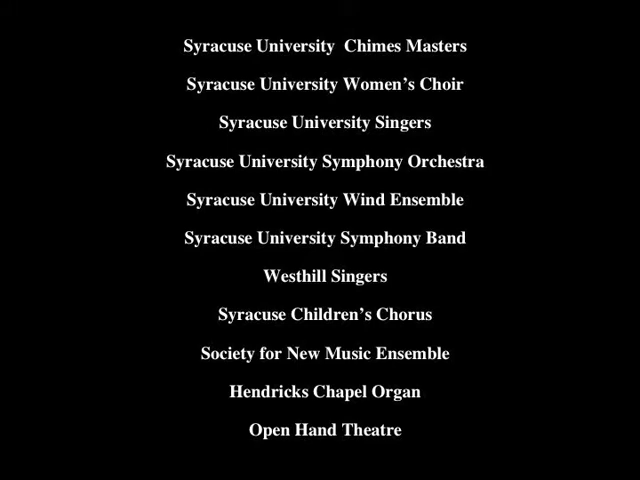 Syracuse University  Chimes Masters
Syracuse University Women’s Choir
Syracuse University Singers
Syracuse University Symphony Orchestra
Syracuse University Wind Ensemble
Syracuse University Symphony Band
Westhill Singers
Syracuse Children’s Chorus
Society for New Music Ensemble
Hendricks Chapel Organ
Open Hand Theatre